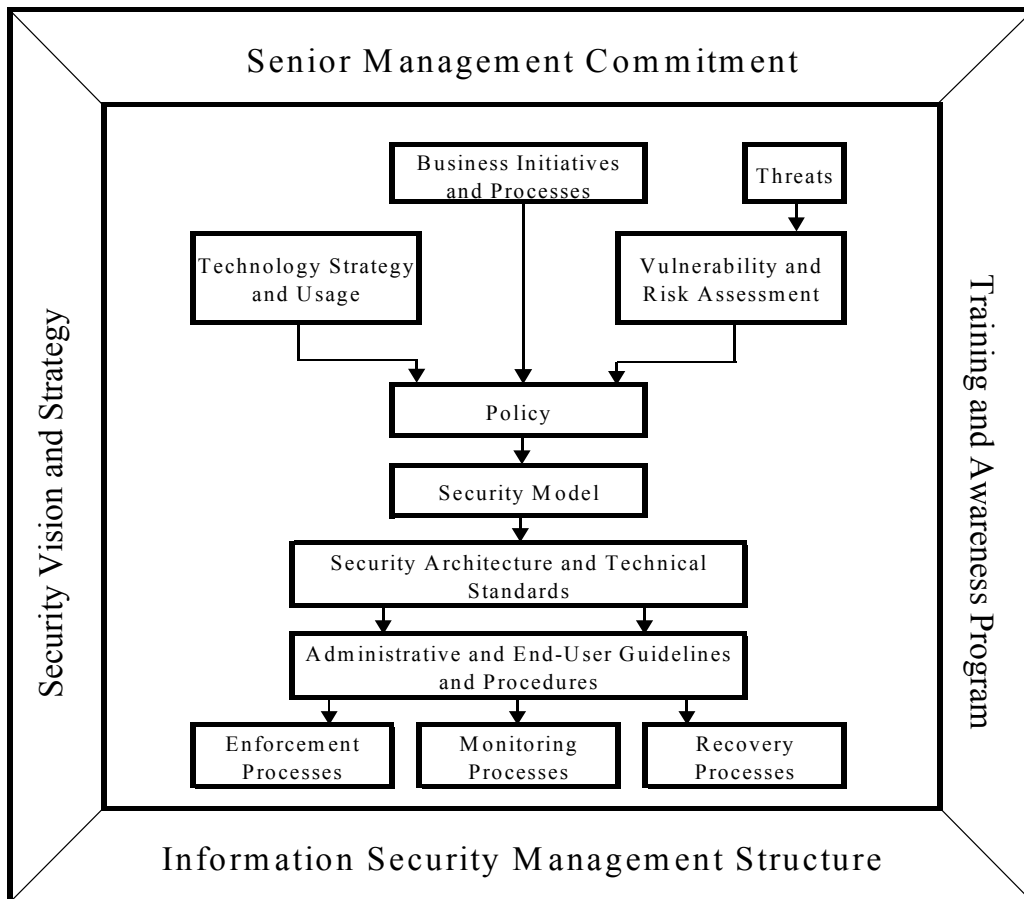 Senior Management Commitment
Business Initiatives
and Processes
Threats
Technology Strategy
and Usage
Vulnerability and
Risk Assessment
Security Vision and Strategy
Training and Awareness Program
Policy
Security Model
Security Architecture and Technical
Standards
Administrative and End-User Guidelines
and Procedures
Enforcement
Processes
Monitoring
Processes
Recovery
Processes
Information Security Management Structure